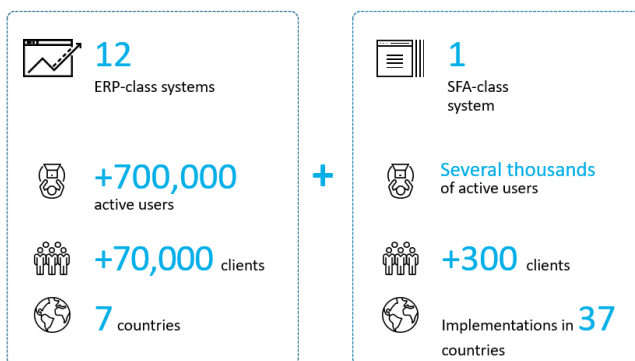 12
ERP-class systems
+700,000
active users
+70,000 clients
7 countries
+
1
SFA-class
system
Several thousands
of active users
+300 clients
Implementations in 37
countries